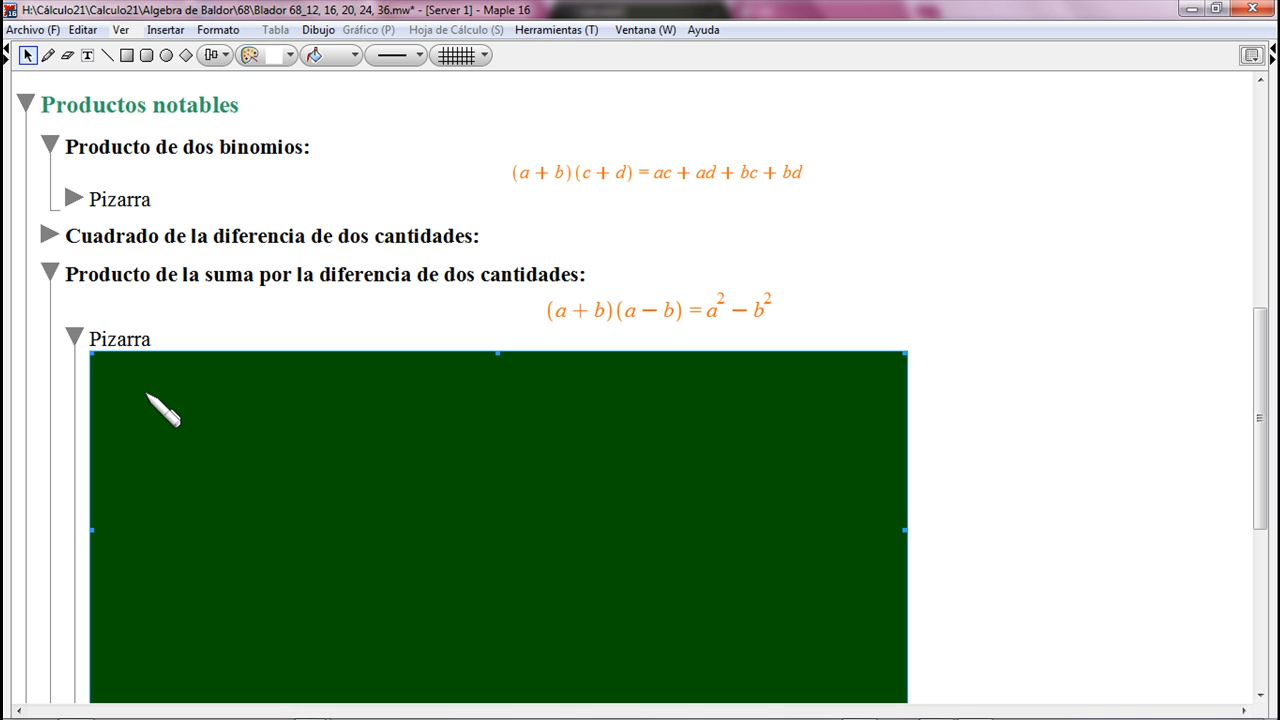 H:\Cálculo21\Calculo21\Algebra de Baldor\68\Blador 68_12, 16, 20, 24, 36.mw* - [Server 1] - Maple 16
Archivo (F) Editar Ver Insertar Formato Tabla Dibujo Gráfico (P) Hoja de Cálculo (S) Herramientas (T) Ventana (W) Ayuda
Productos notables
Producto de dos binomios:
(a + b)(c + d) = ac + ad + bc + bd
Pizarra
Cuadrado de la diferencia de dos cantidades:
Producto de la suma por la diferencia de dos cantidades:
(a + b)(a − b) = a² − b²
Pizarra